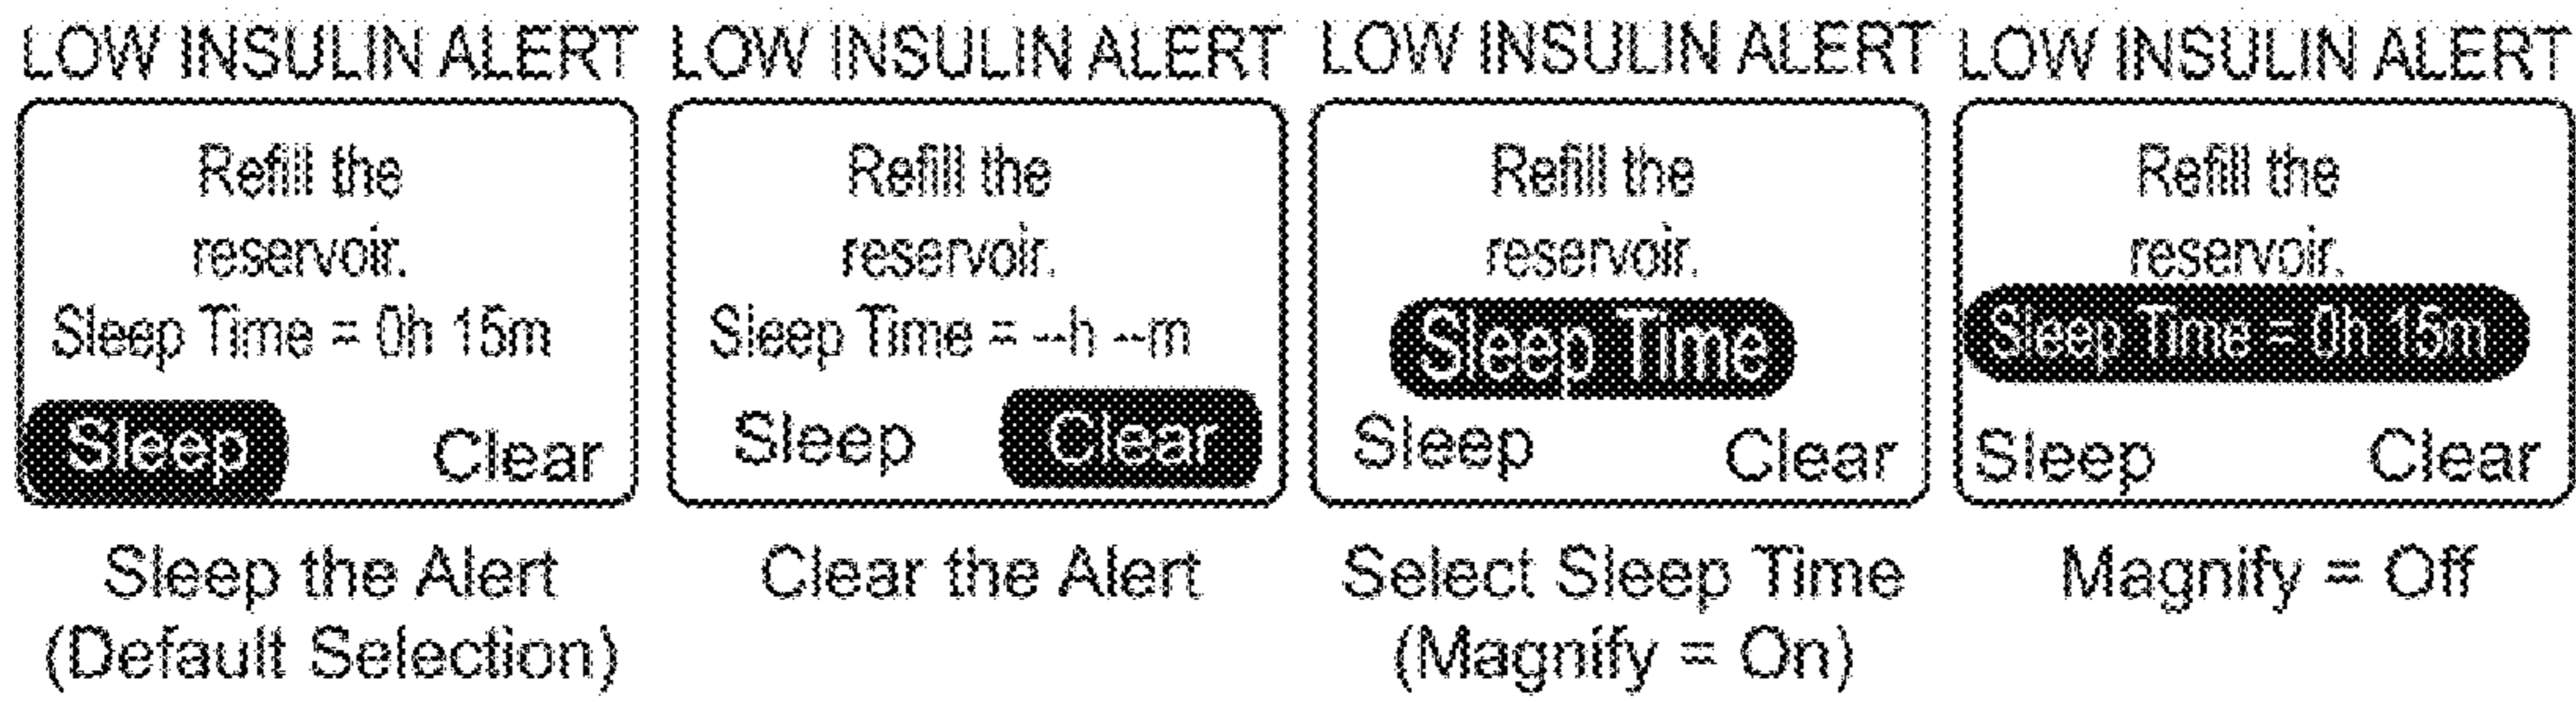 LOW INSULIN ALERT
Refill the
reservoir.
Sleep Time = 0h 15m
Sleep Clear
Sleep the Alert
(Default Selection)
LOW INSULIN ALERT
Refill the
reservoir.
Sleep Time = --h --m
Sleep Clear
Clear the Alert
LOW INSULIN ALERT
Refill the
reservoir.
Sleep Time
Sleep Clear
Select Sleep Time
(Magnify = On)
LOW INSULIN ALERT
Refill the
reservoir.
Sleep Time = 0h 15m
Sleep Clear
Magnify = Off